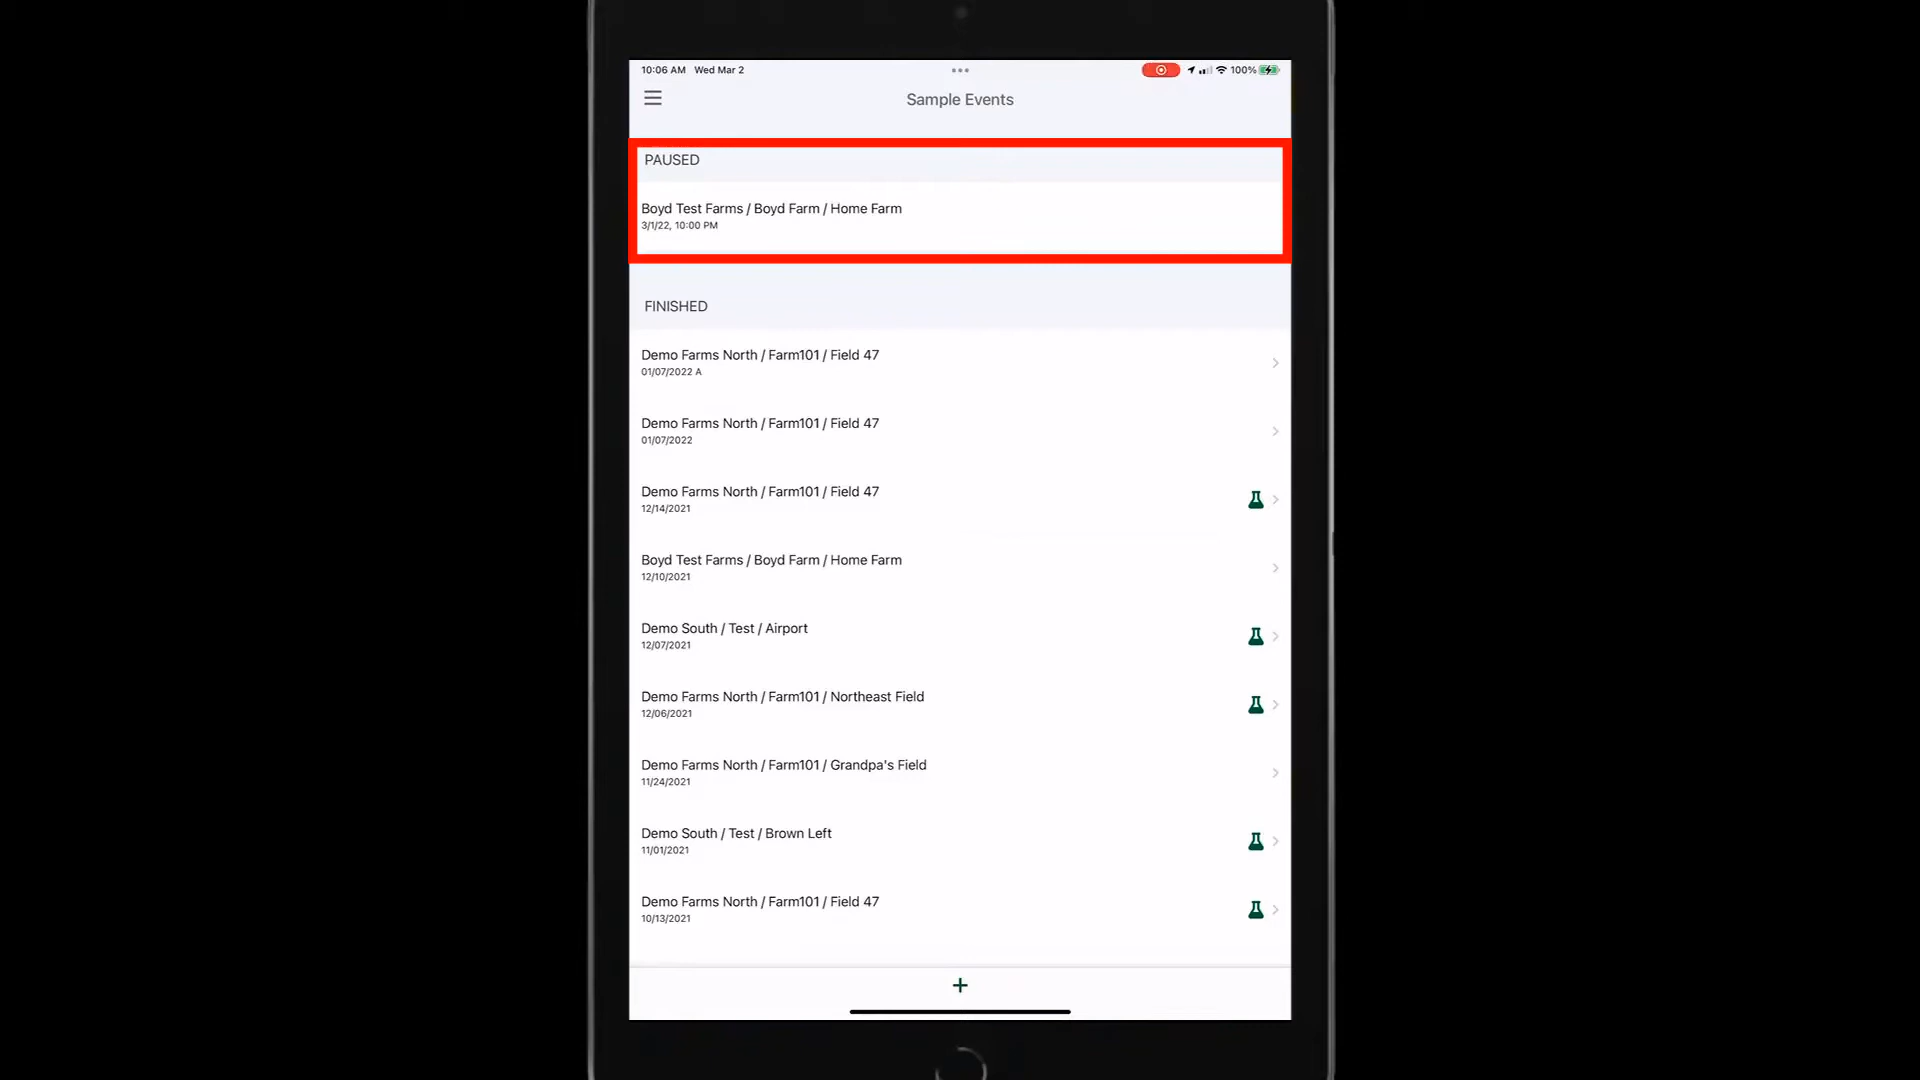 10:06 AM Wed Mar 2
100%
Sample Events
PAUSED
Boyd Test Farms / Boyd Farm / Home Farm
3/1/22, 10:00 PM
FINISHED
Demo Farms North / Farm101 / Field 47
01/07/2022 A
Demo Farms North / Farm101 / Field 47
01/07/2022
Demo Farms North / Farm101 / Field 47
12/14/2021
Boyd Test Farms / Boyd Farm / Home Farm
12/10/2021
Demo South / Test / Airport
12/07/2021
Demo Farms North / Farm101 / Northeast Field
12/06/2021
Demo Farms North / Farm101 / Grandpa's Field
11/24/2021
Demo South / Test / Brown Left
11/01/2021
Demo Farms North / Farm101 / Field 47
10/13/2021